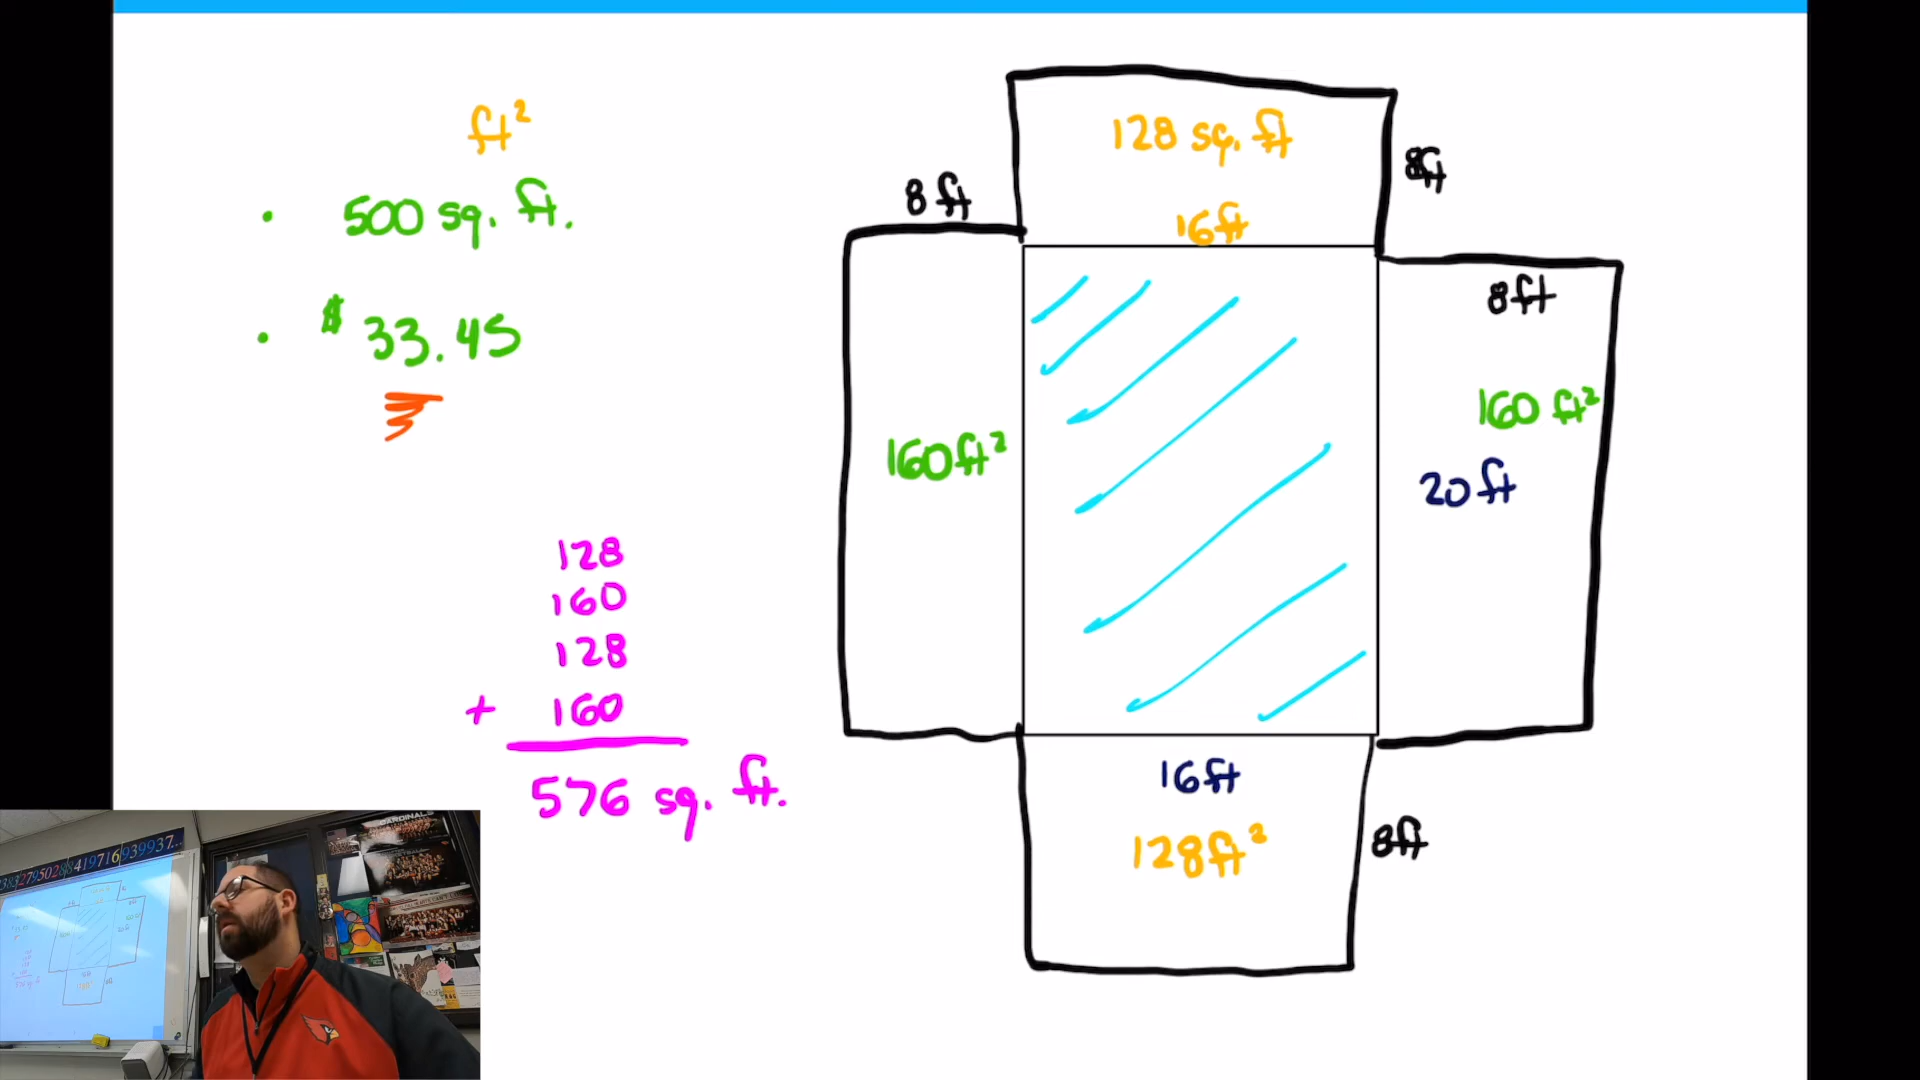 ft²
• 500 sq. ft.
• $33.45
128
160
128
+ 160
576 sq. ft.
128 sq. ft
8 ft
8ft
16ft
8ft
160 ft²
160ft²
20 ft
16ft
128ft²
8ft
CARDINALS